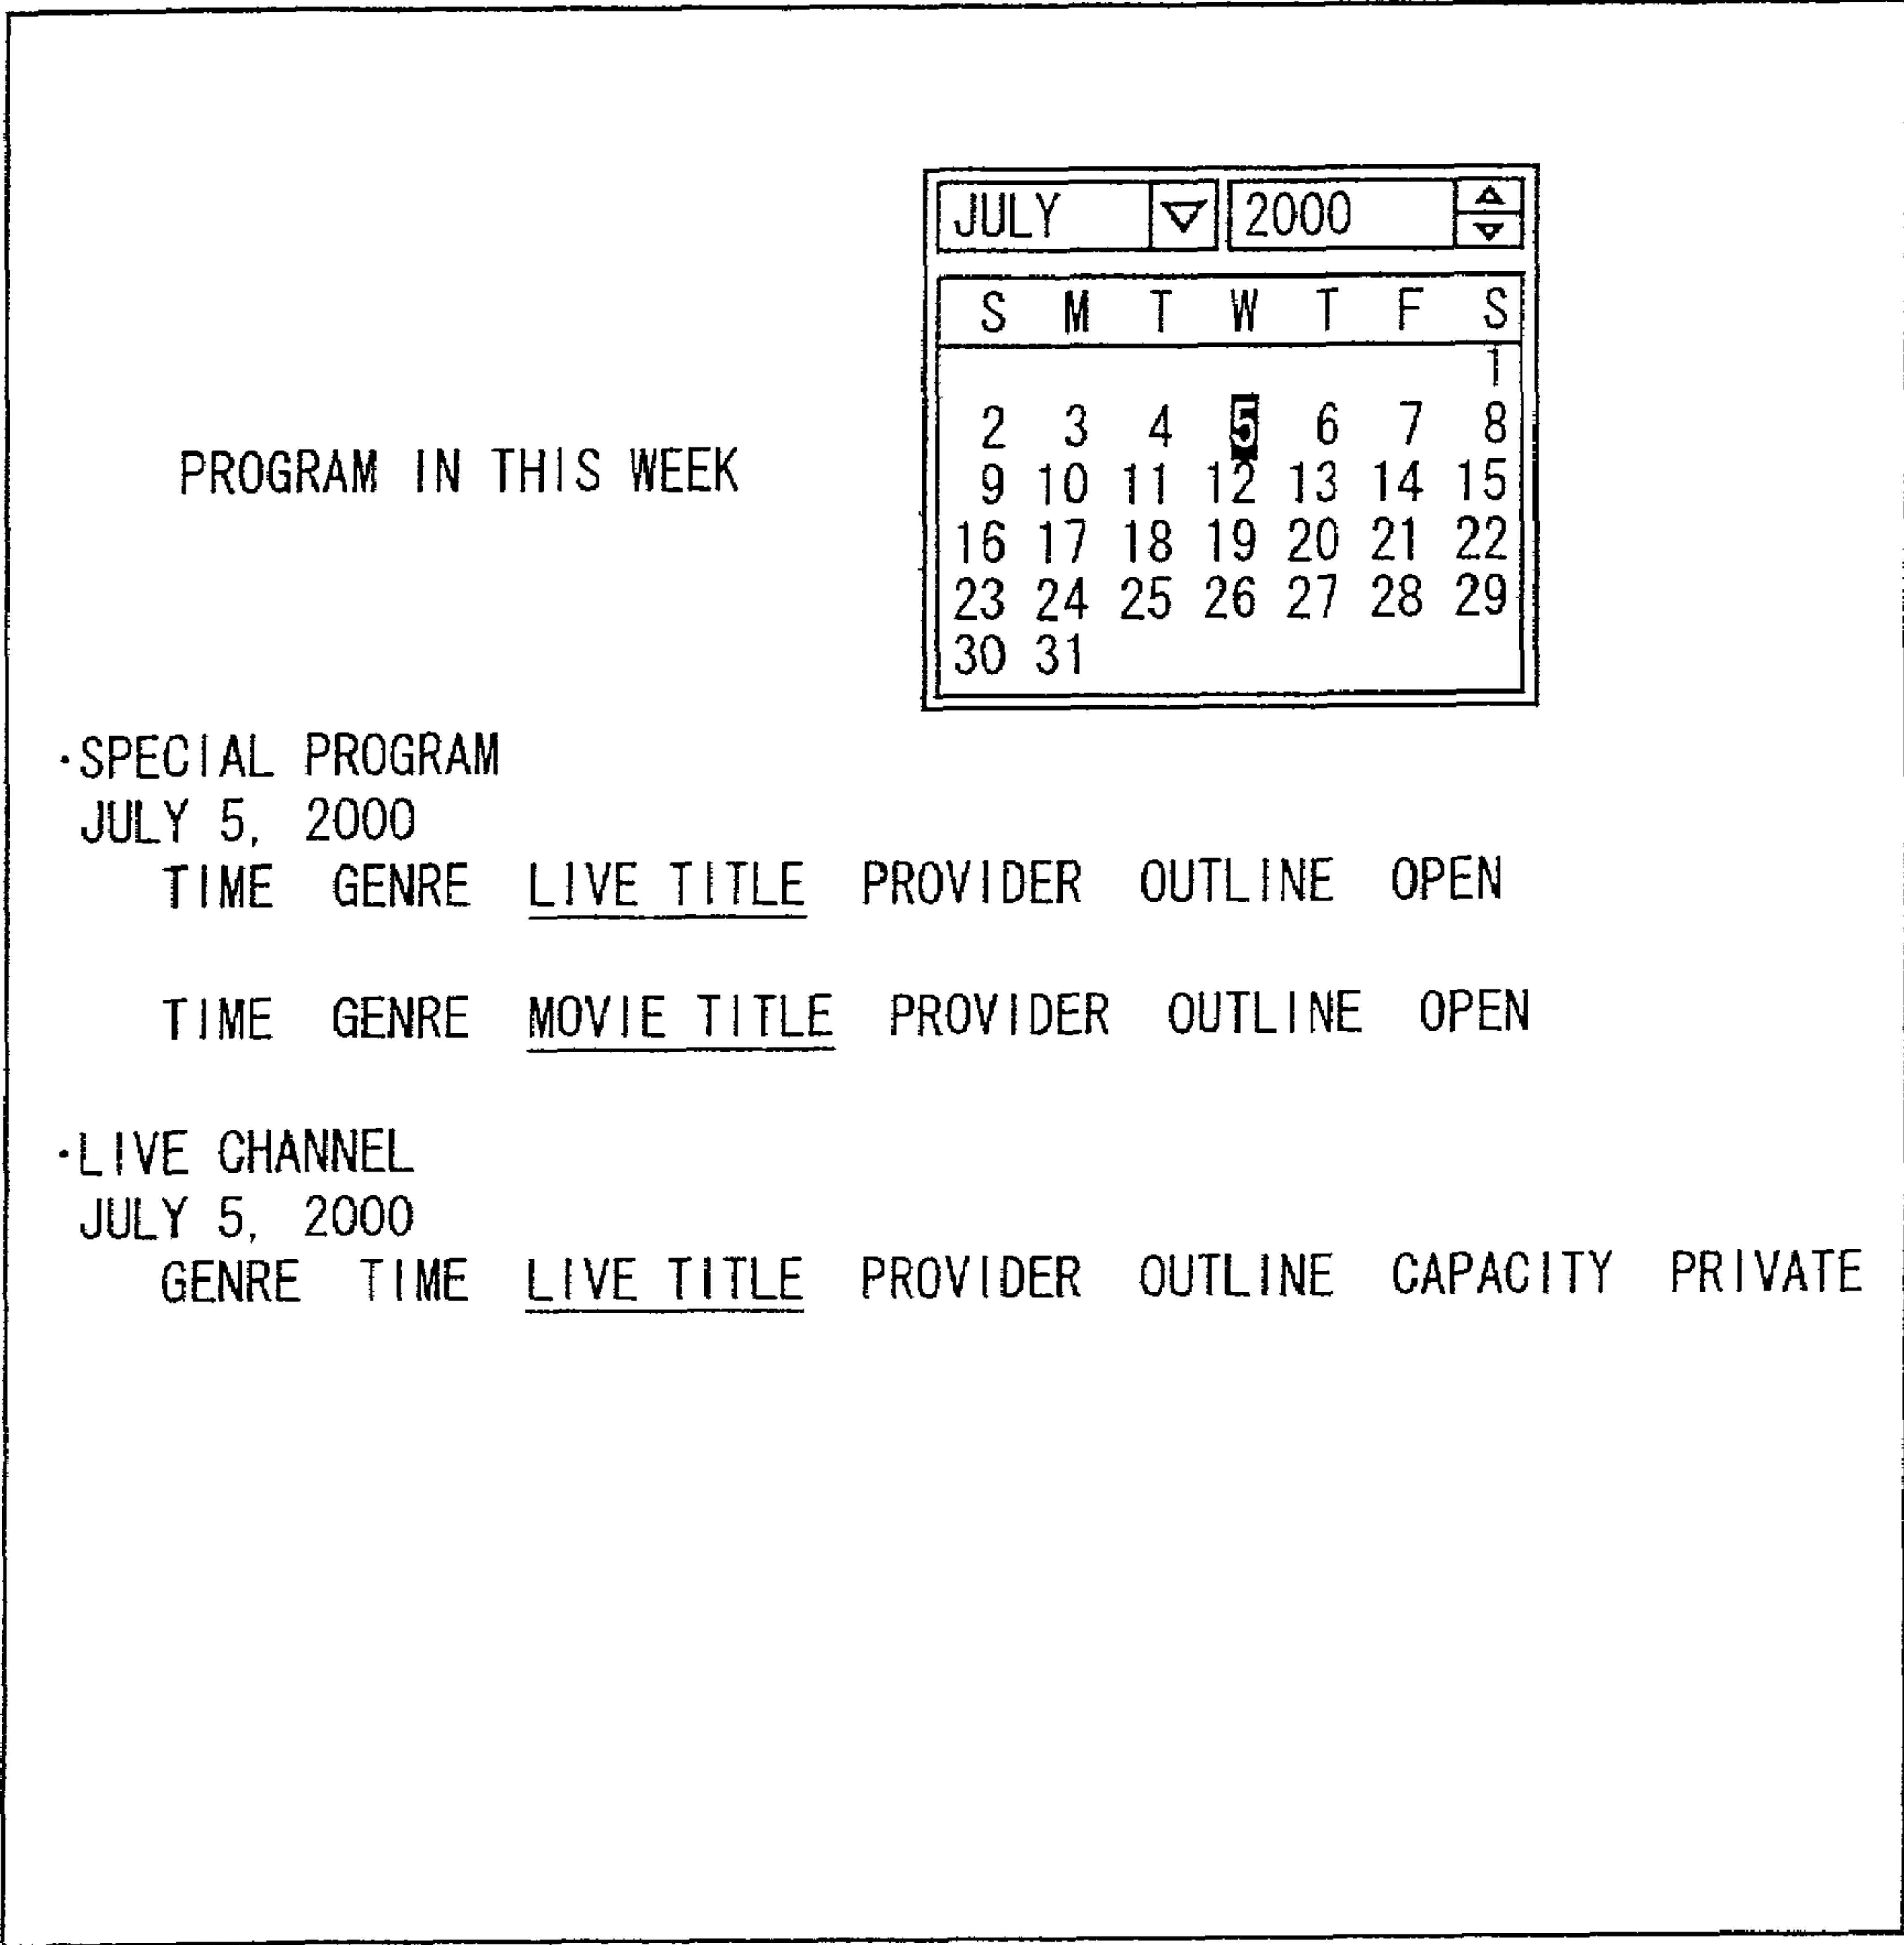 JULY 2000
S M T W T F S
1
2 3 4 5 6 7 8
PROGRAM IN THIS WEEK
9 10 11 12 13 14 15
16 17 18 19 20 21 22
23 24 25 26 27 28 29
30 31
·SPECIAL PROGRAM
JULY 5, 2000
TIME GENRE LIVE TITLE PROVIDER OUTLINE OPEN
TIME GENRE MOVIE TITLE PROVIDER OUTLINE OPEN
·LIVE CHANNEL
JULY 5, 2000
GENRE TIME LIVE TITLE PROVIDER OUTLINE CAPACITY PRIVATE